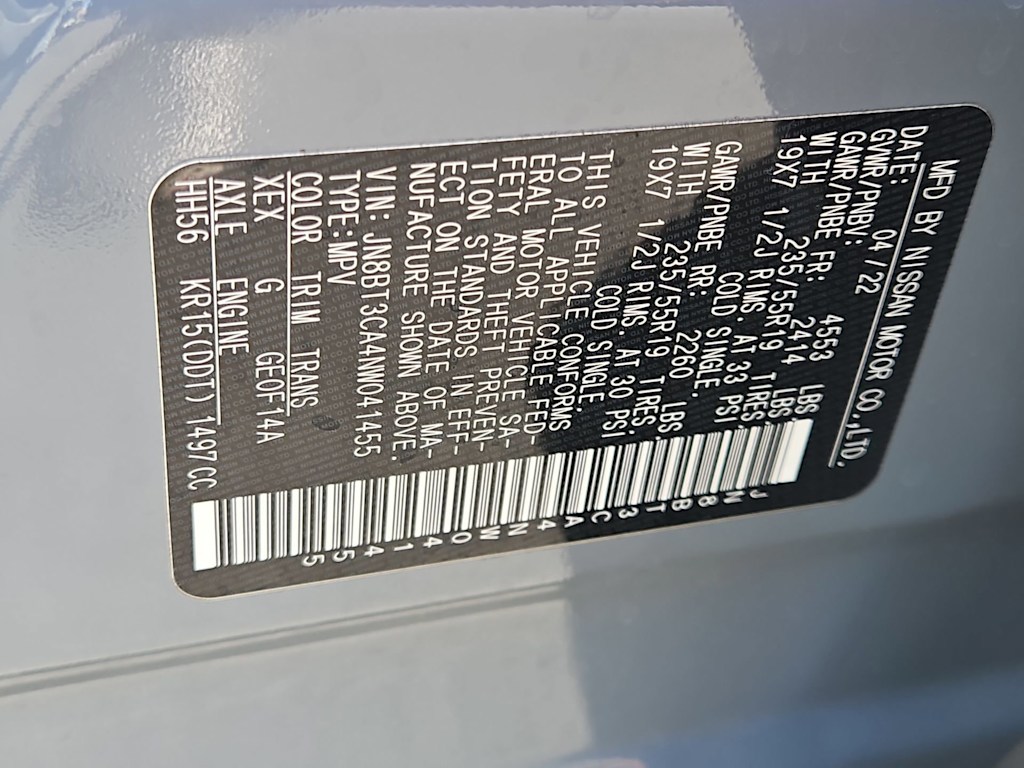 MFD BY NISSAN MOTOR CO.,LTD.
DATE: 04/22
GVWR/PNBV: 4553 LBS
GAWR/PNBE FR: 2414 LBS
WITH 235/55R19 TIRES,
19X7 1/2J RIMS, AT 33 PSI
COLD SINGLE.
GAWR/PNBE RR: 2260 LBS
WITH 235/55R19 TIRES,
19X7 1/2J RIMS, AT 30 PSI
COLD SINGLE.
THIS VEHICLE CONFORMS
TO ALL APPLICABLE FED-
ERAL MOTOR VEHICLE SA-
FETY AND THEFT PREVEN-
TION STANDARDS IN EFF-
ECT ON THE DATE OF MA-
NUFACTURE SHOWN ABOVE.
VIN: JN8BT3CA4NW041455
TYPE:MPV
COLOR TRIM TRANS
XEX G GE0F14A
AXLE ENGINE
HH56 KR15(DDT) 1497CC
JN8BT3CA4NW041455